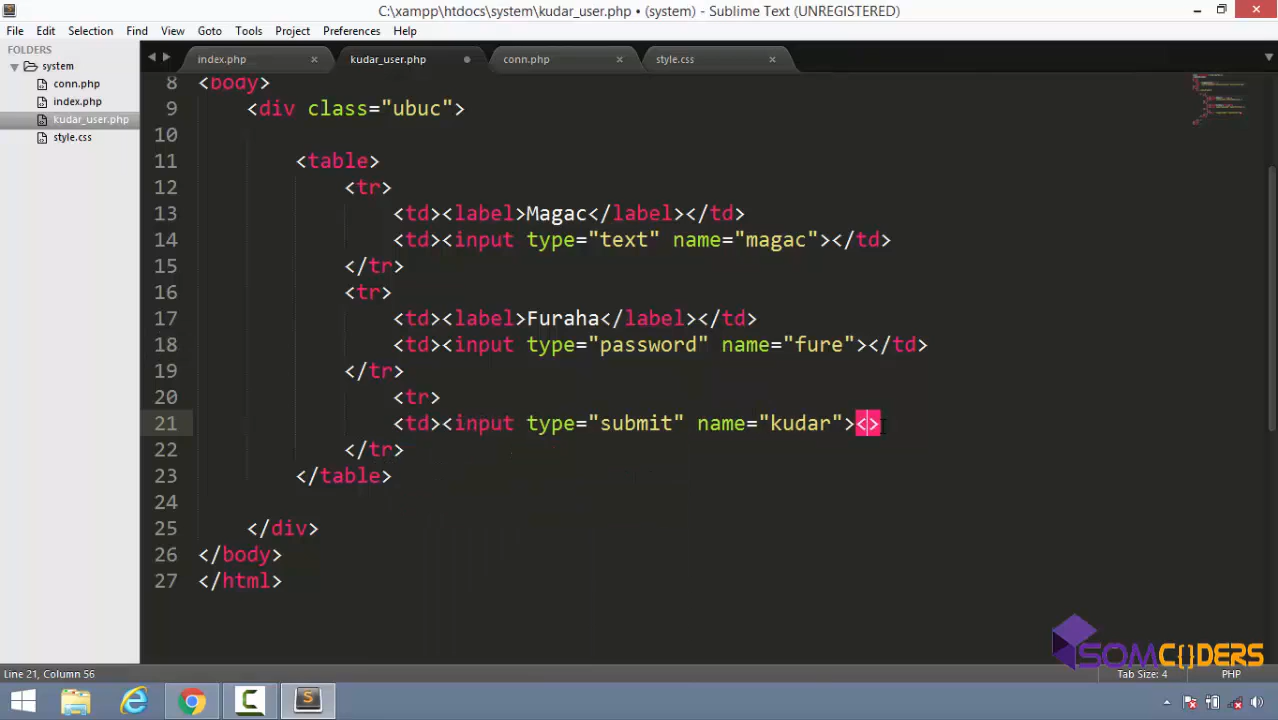 C:\xampp\htdocs\system\kudar_user.php • (system) - Sublime Text (UNREGISTERED)
File Edit Selection Find View Goto Tools Project Preferences Help
FOLDERS
system
conn.php
index.php
kudar_user.php
style.css
index.php kudar_user.php conn.php style.css
8 <body>
9 <div class="ubuc">
10
11 <table>
12 <tr>
13 <td><label>Magac</label></td>
14 <td><input type="text" name="magac"></td>
15 </tr>
16 <tr>
17 <td><label>Furaha</label></td>
18 <td><input type="password" name="fure"></td>
19 </tr>
20 <tr>
21 <td><input type="submit" name="kudar"><>
22 </tr>
23 </table>
24
25 </div>
26 </body>
27 </html>
SOMC{}DERS
Line 21, Column 56
Tab Size: 4 PHP